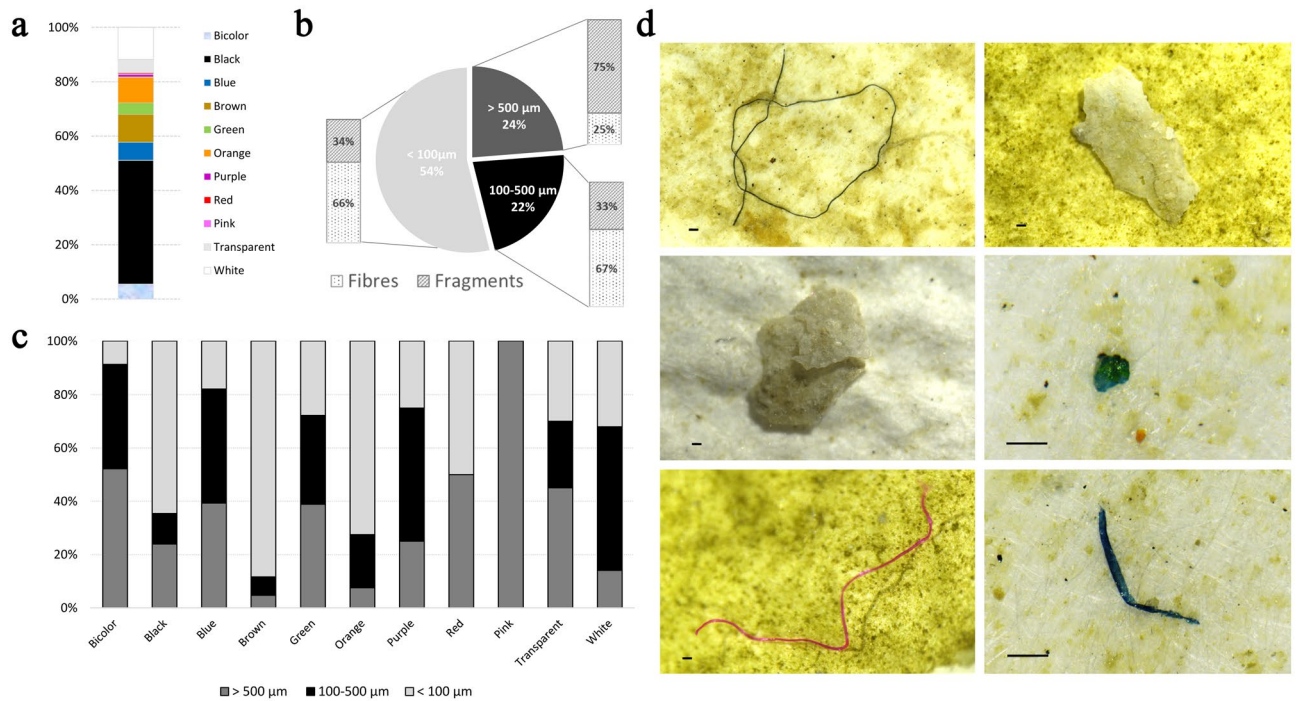 a
100%
80%
60%
40%
20%
0%
Bicolor
Black
Blue
Brown
Green
Orange
Purple
Red
Pink
Transparent
White
b
75%
25%
> 500 µm
24%
34%
66%
< 100µm
54%
100-500 µm
22%
33%
67%
Fibres
Fragments
c
100%
80%
60%
40%
20%
0%
Bicolor
Black
Blue
Brown
Green
Orange
Purple
Red
Pink
Transparent
White
> 500 µm
100-500 µm
< 100 µm
d